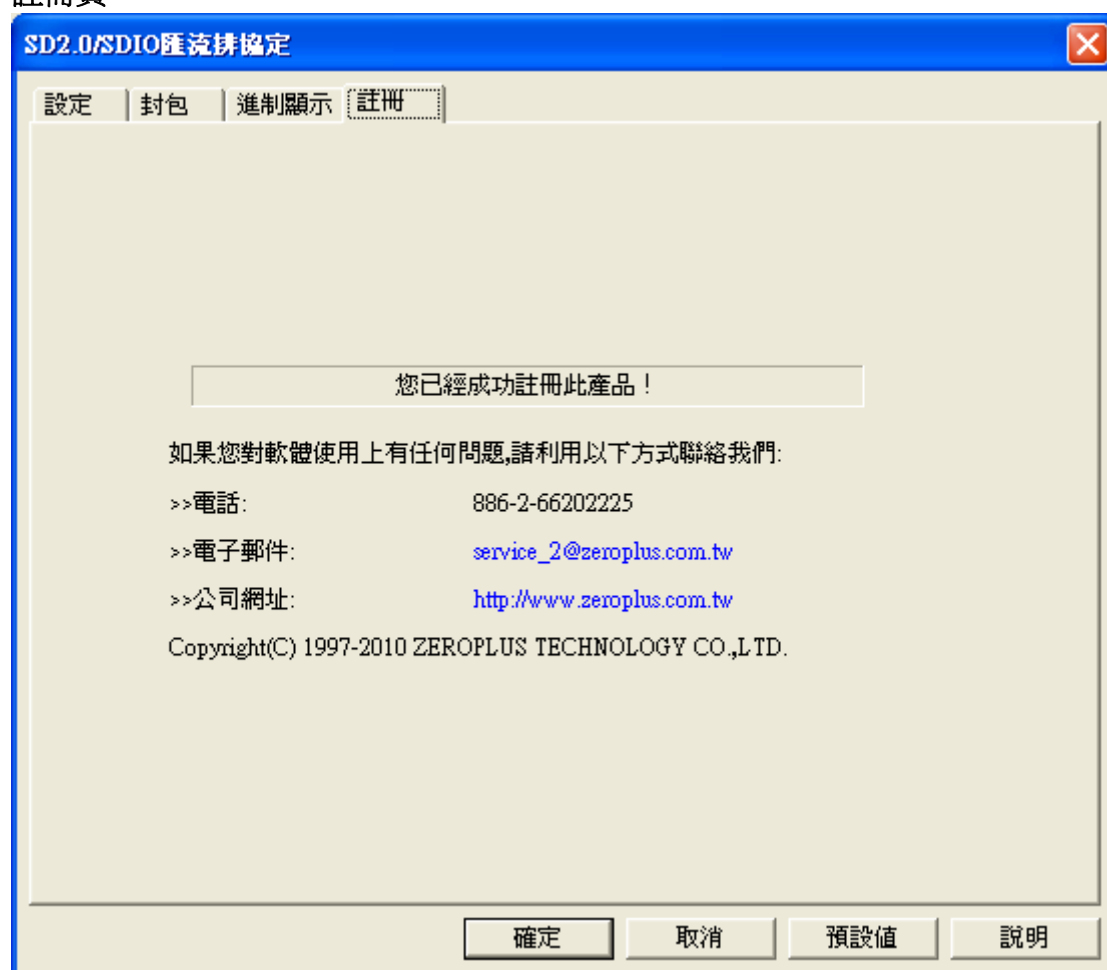 註冊頁
SD2.0/SDIO匯流排協定
設定 封包 進制顯示 註冊
您已經成功註冊此產品！
如果您對軟體使用上有任何問題,請利用以下方式聯絡我們:
>>電話: 886-2-66202225
>>電子郵件: service_2@zeroplus.com.tw
>>公司網址: http://www.zeroplus.com.tw
Copyright(C) 1997-2010 ZEROPLUS TECHNOLOGY CO.,LTD.
確定 取消 預設值 說明